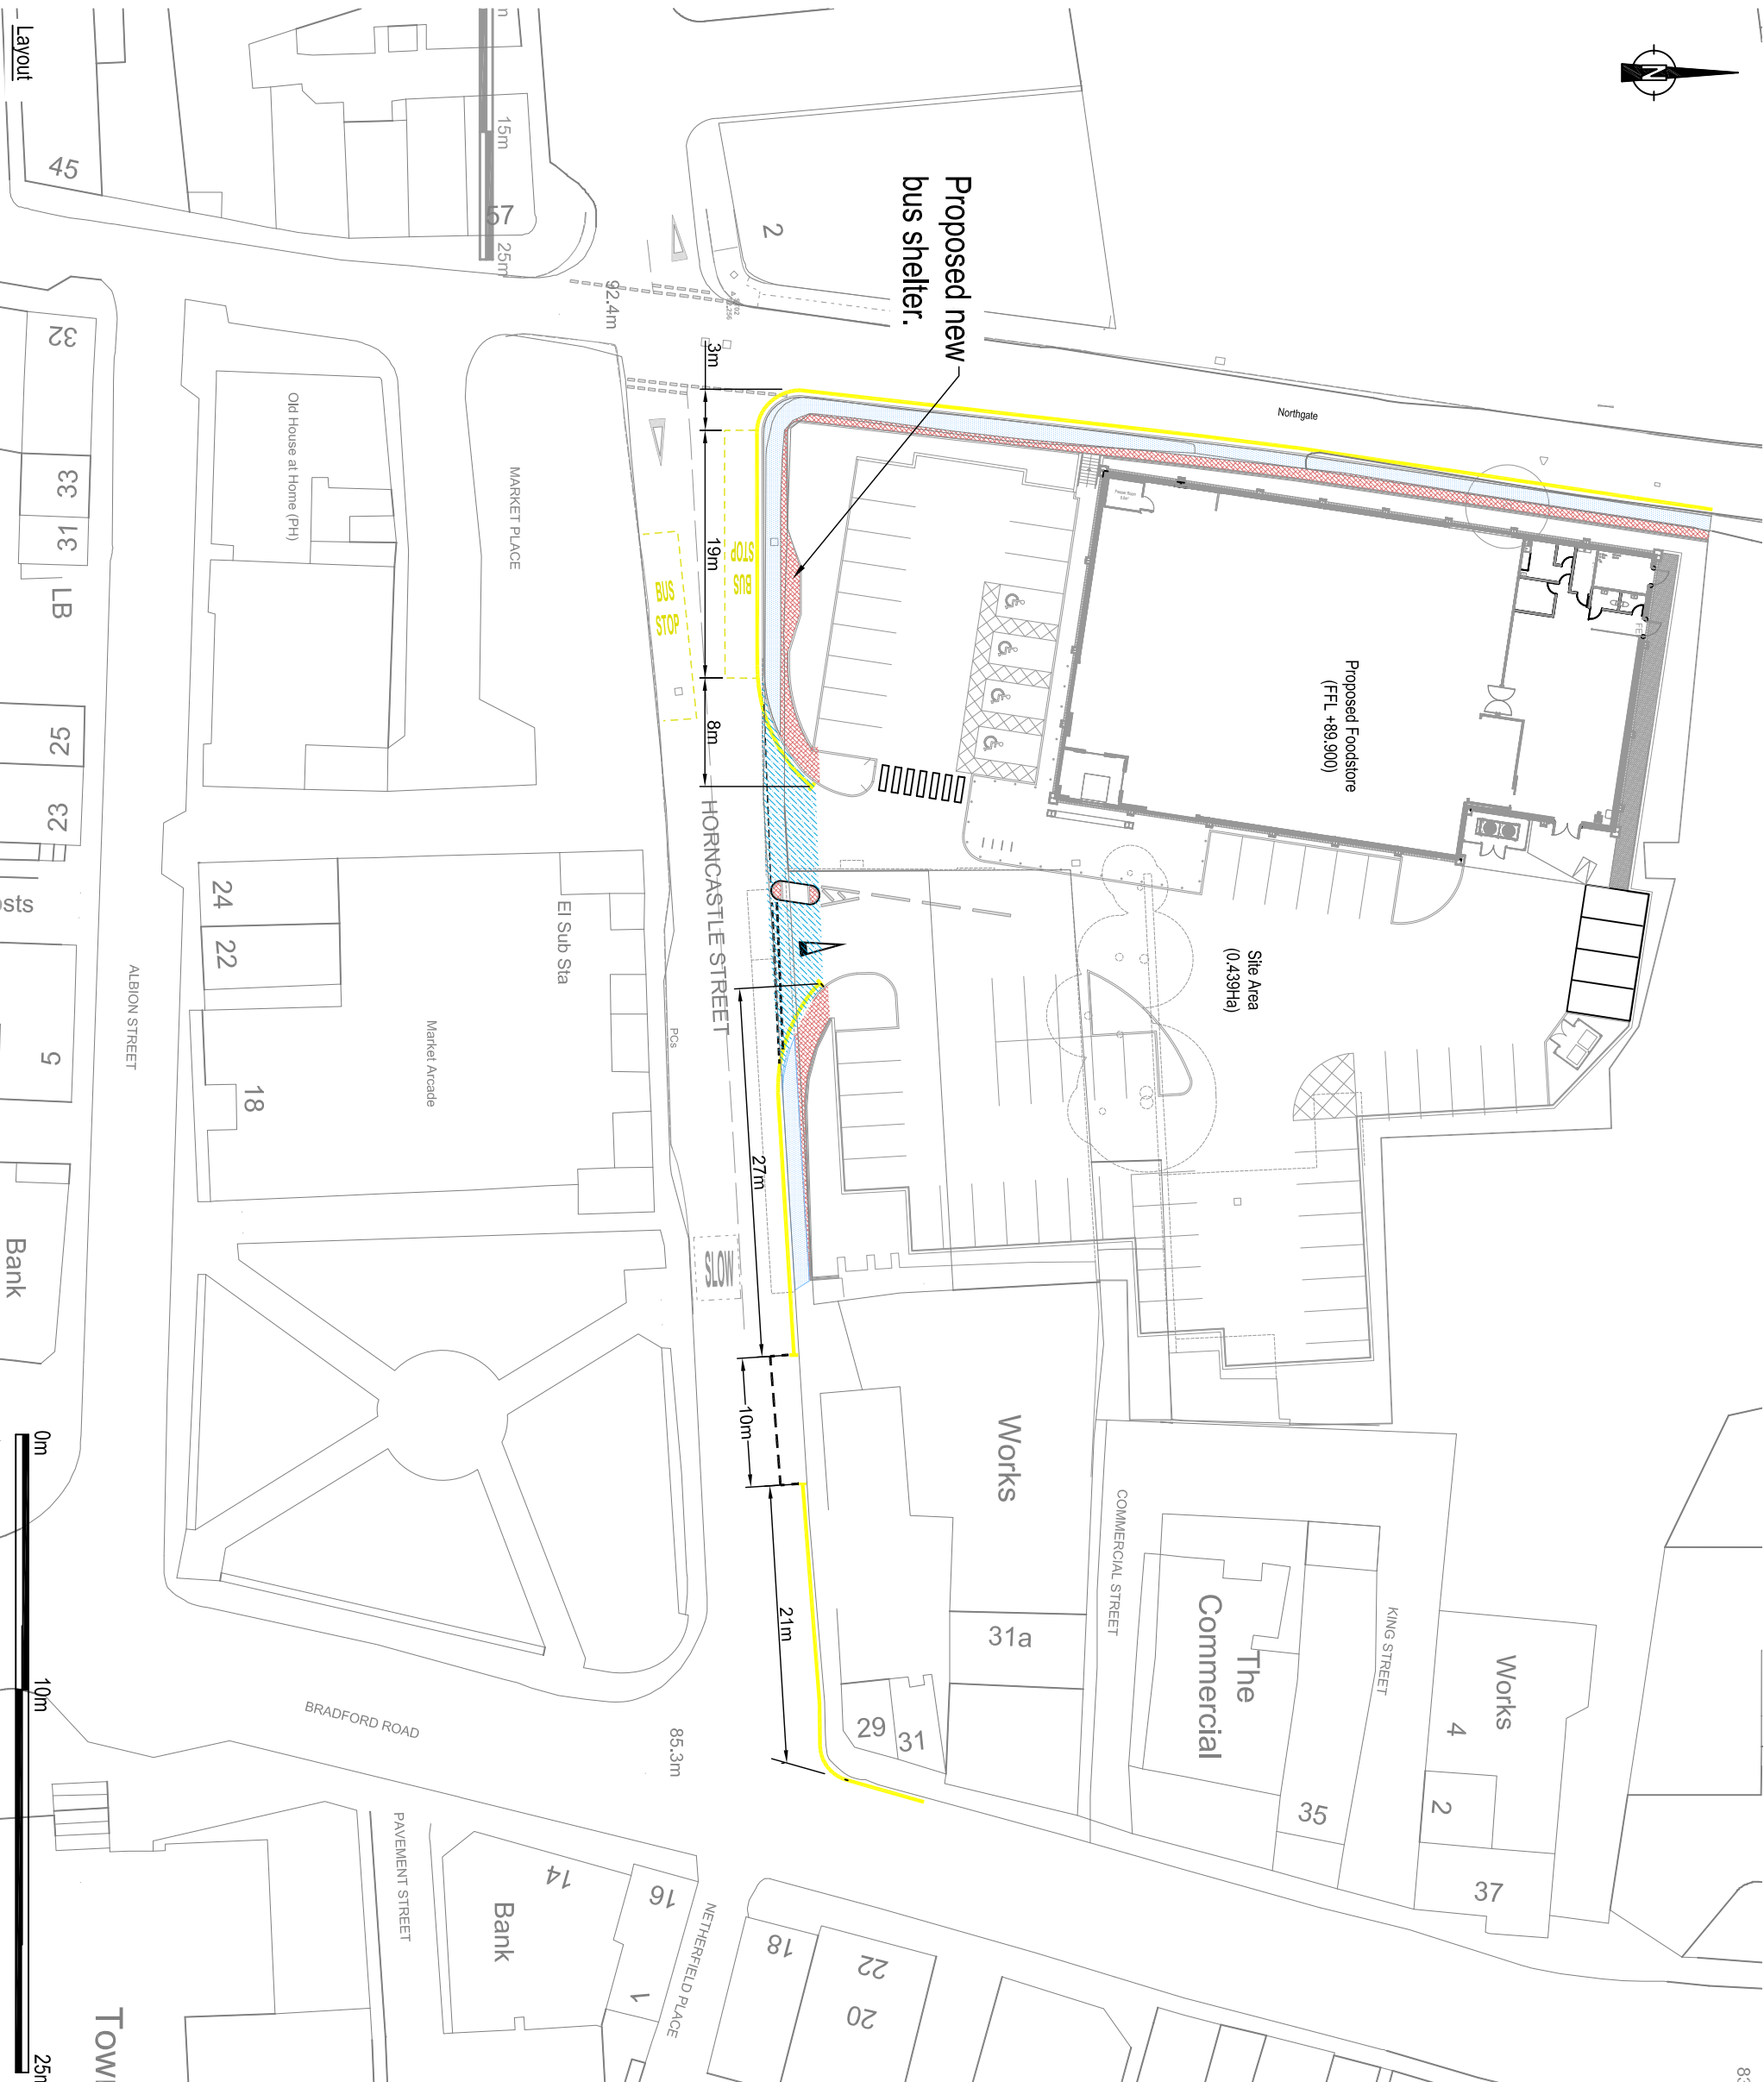 Layout
N
45
15m
57
25m
2
92.4m
Proposed new
bus shelter.
Northgate
3m
19m
8m
27m
10m
21m
BUS
STOP
BUS
STOP
SLOW
HORNCASTLE STREET
MARKET PLACE
Old House at Home (PH)
32
33
31
LB
25
23
osts
5
Bank
ALBION STREET
24
22
18
El Sub Sta
Market Arcade
PCs
Proposed Foodstore
(FFL +89.900)
Site Area
(0.439Ha)
Works
31a
29
31
COMMERCIAL STREET
The
Commercial
KING STREET
35
Works
4
2
37
BRADFORD ROAD
85.3m
PAVEMENT STREET
Bank
14
16
1
NETHERFIELD PLACE
18
22
20
Town
0m
10m
25m